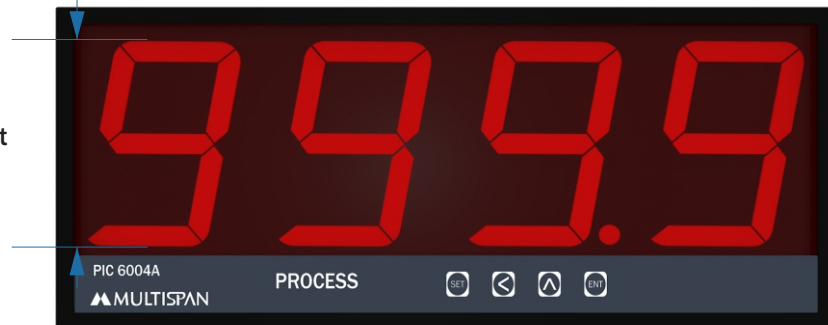 999.9
t
PIC 6004A
MULTISPAN
PROCESS
SET
ENT